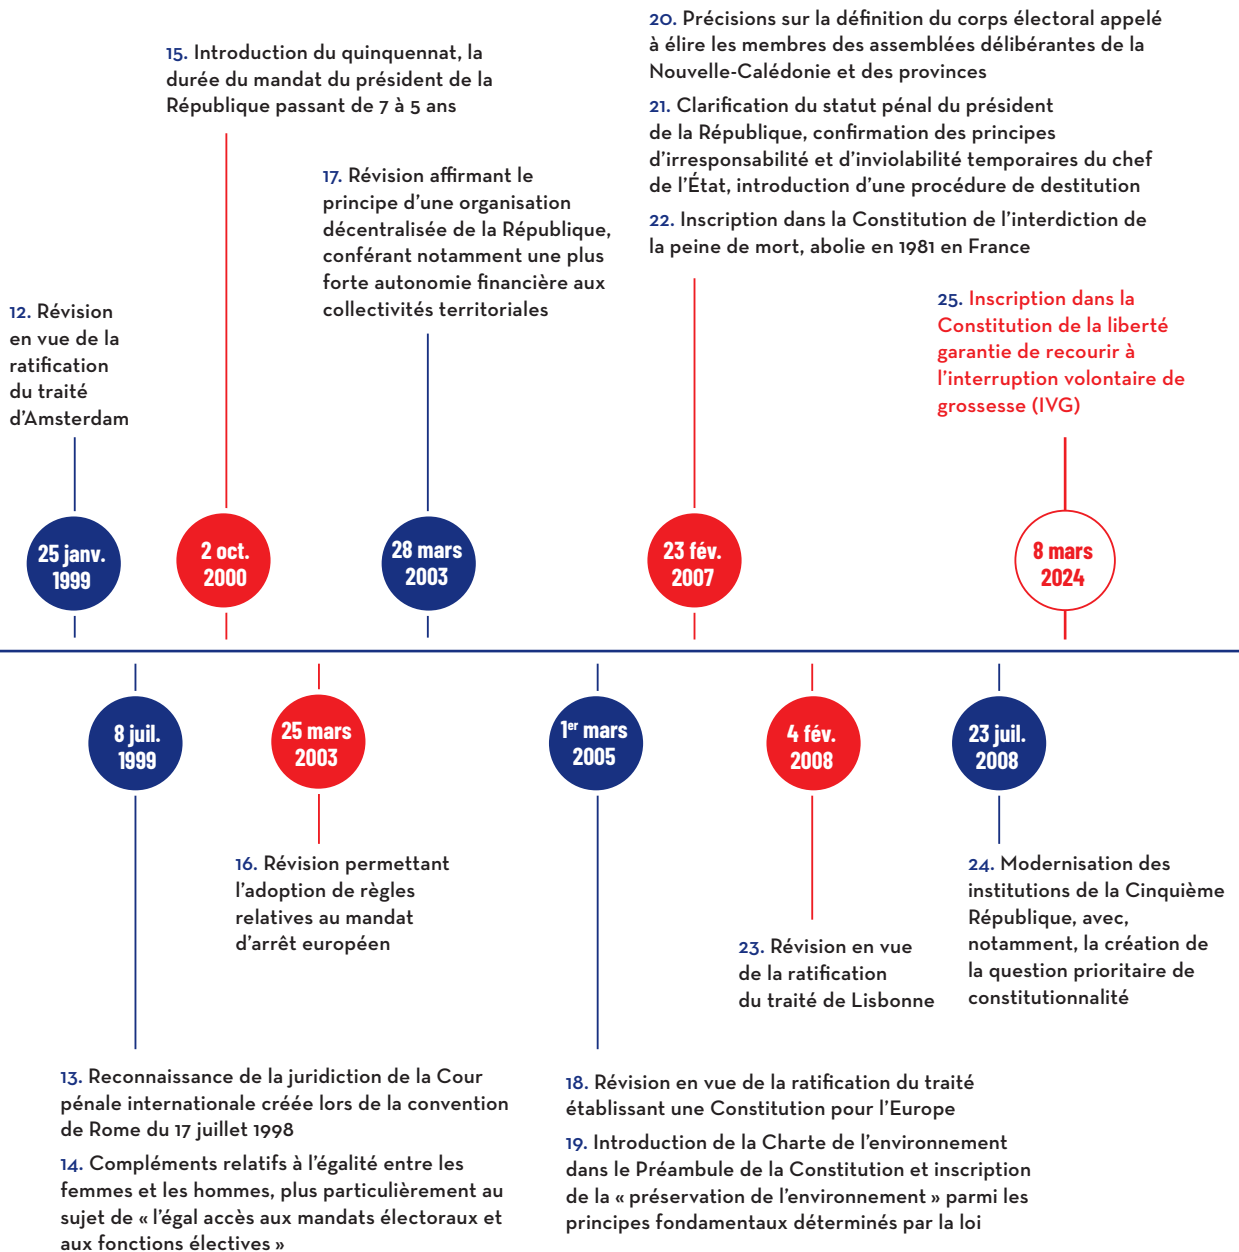 15. Introduction du quinquennat, la
durée du mandat du président de la
République passant de 7 à 5 ans
20. Précisions sur la définition du corps électoral appelé
à élire les membres des assemblées délibérantes de la
Nouvelle-Calédonie et des provinces
21. Clarification du statut pénal du président
de la République, confirmation des principes
d’irresponsabilité et d’inviolabilité temporaires du chef
de l’État, introduction d’une procédure de destitution
22. Inscription dans la Constitution de l’interdiction de
la peine de mort, abolie en 1981 en France
17. Révision affirmant le
principe d’une organisation
décentralisée de la République,
conférant notamment une plus
forte autonomie financière aux
collectivités territoriales
12. Révision
en vue de la
ratification
du traité
d’Amsterdam
25. Inscription dans la
Constitution de la liberté
garantie de recourir à
l’interruption volontaire de
grossesse (IVG)
25 janv.
1999
2 oct.
2000
28 mars
2003
23 fév.
2007
8 mars
2024
8 juil.
1999
25 mars
2003
1er mars
2005
4 fév.
2008
23 juil.
2008
16. Révision permettant
l’adoption de règles
relatives au mandat
d’arrêt européen
23. Révision en vue
de la ratification
du traité de Lisbonne
24. Modernisation des
institutions de la Cinquième
République, avec,
notamment, la création de
la question prioritaire de
constitutionnalité
13. Reconnaissance de la juridiction de la Cour
pénale internationale créée lors de la convention
de Rome du 17 juillet 1998
14. Compléments relatifs à l’égalité entre les
femmes et les hommes, plus particulièrement au
sujet de « l’égal accès aux mandats électoraux et
aux fonctions électives »
18. Révision en vue de la ratification du traité
établissant une Constitution pour l’Europe
19. Introduction de la Charte de l’environnement
dans le Préambule de la Constitution et inscription
de la « préservation de l’environnement » parmi les
principes fondamentaux déterminés par la loi